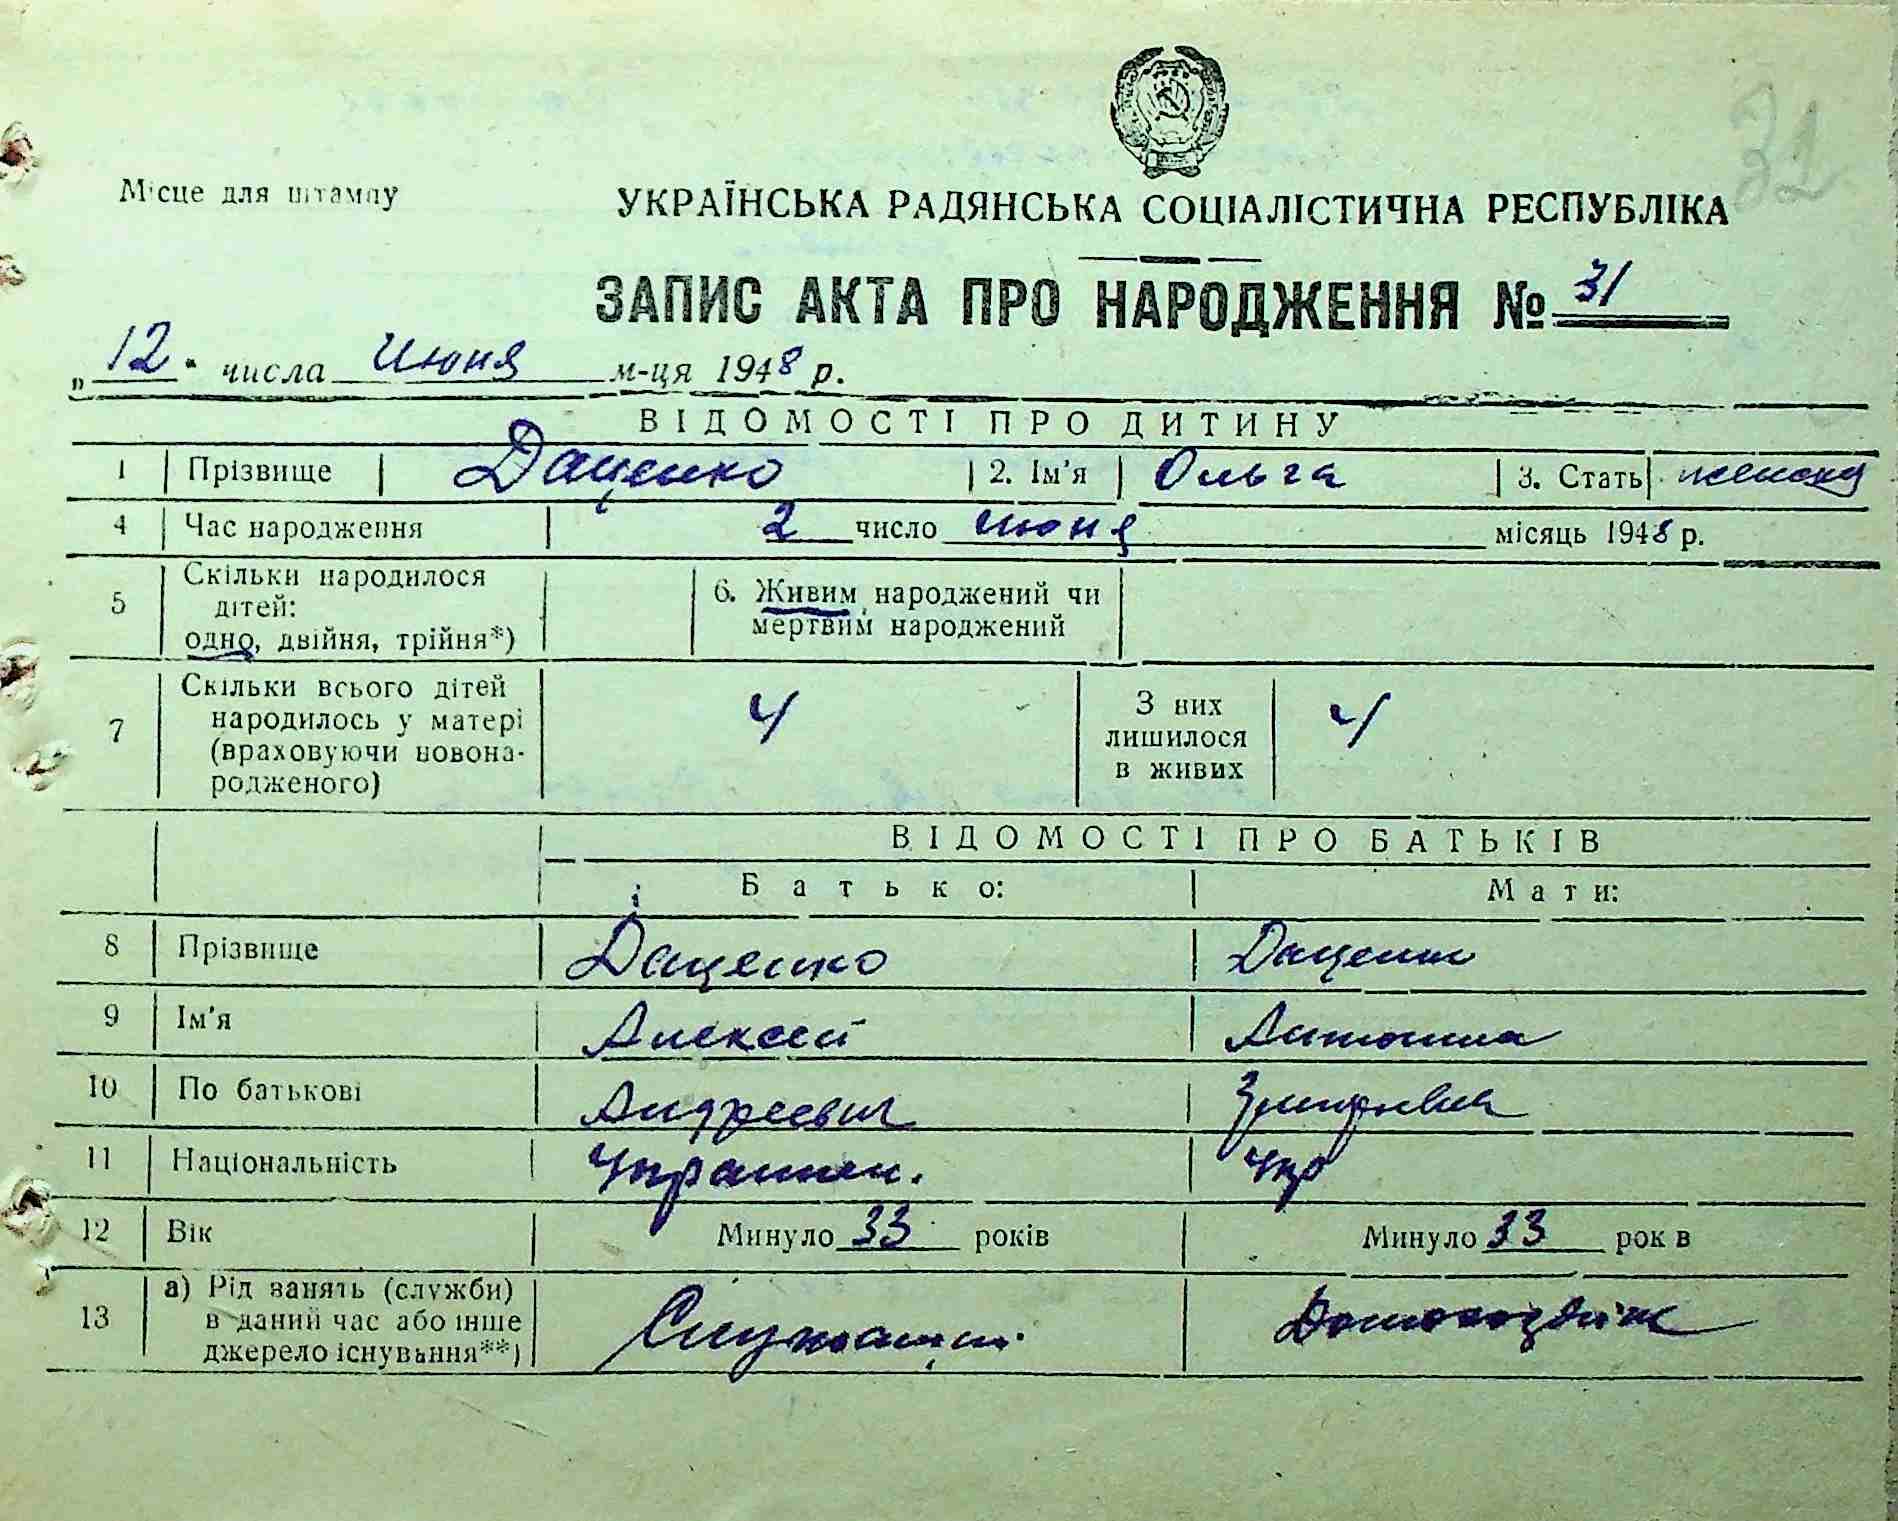 32
Місце для штампу
УКРАЇНСЬКА РАДЯНСЬКА СОЦІАЛІСТИЧНА РЕСПУБЛІКА
ЗАПИС АКТА ПРО НАРОДЖЕННЯ № 31
„12" числа Июня м-ця 1948 р.
ВІДОМОСТІ ПРО ДИТИНУ
1 Прізвище Даценко 2. Ім'я Ольга 3. Стать женская
4 Час народження 2 число июня місяць 1948 р.
5 Скільки народилося дітей: одно, двійня, трійня*)
6. Живим народжений чи мертвим народжений
7 Скільки всього дітей народилось у матері (враховуючи новонародженого) 4 З них лишилося в живих 4
ВІДОМОСТІ ПРО БАТЬКІВ
Батько: Мати:
8 Прізвище Даценко Даценко
9 Ім'я Алексей Антонина
10 По батькові Андреевич
11 Національність Украинец. Укр
12 Вік Минуло 33 років Минуло 33 рок в
13 а) Рід занять (служби) в даний час або інше джерело існування**) Служащий Домохозяйк